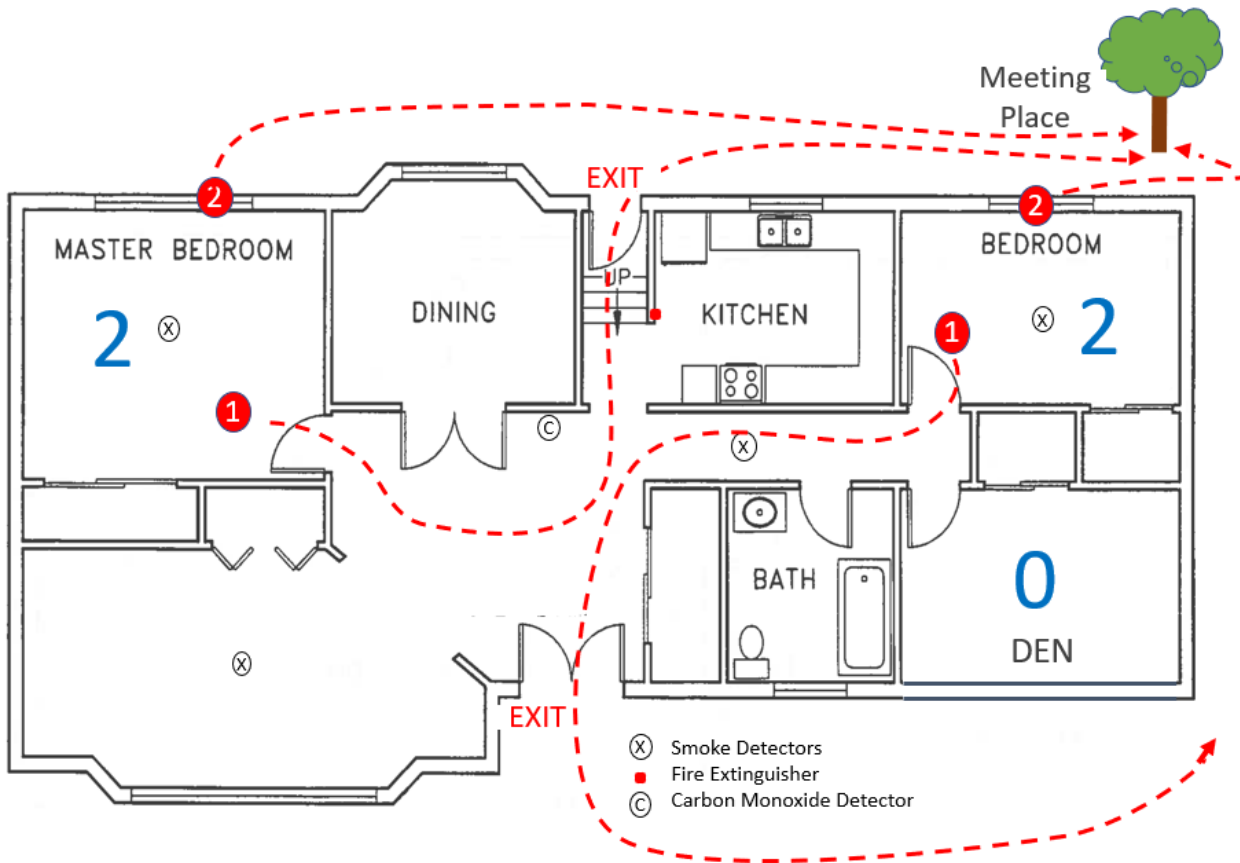 Meeting
Place
EXIT
2
2
MASTER BEDROOM
BEDROOM
UP
DINING
KITCHEN
X
2
X
2
1
1
C
X
BATH
0
DEN
X
EXIT
X Smoke Detectors
Fire Extinguisher
C Carbon Monoxide Detector